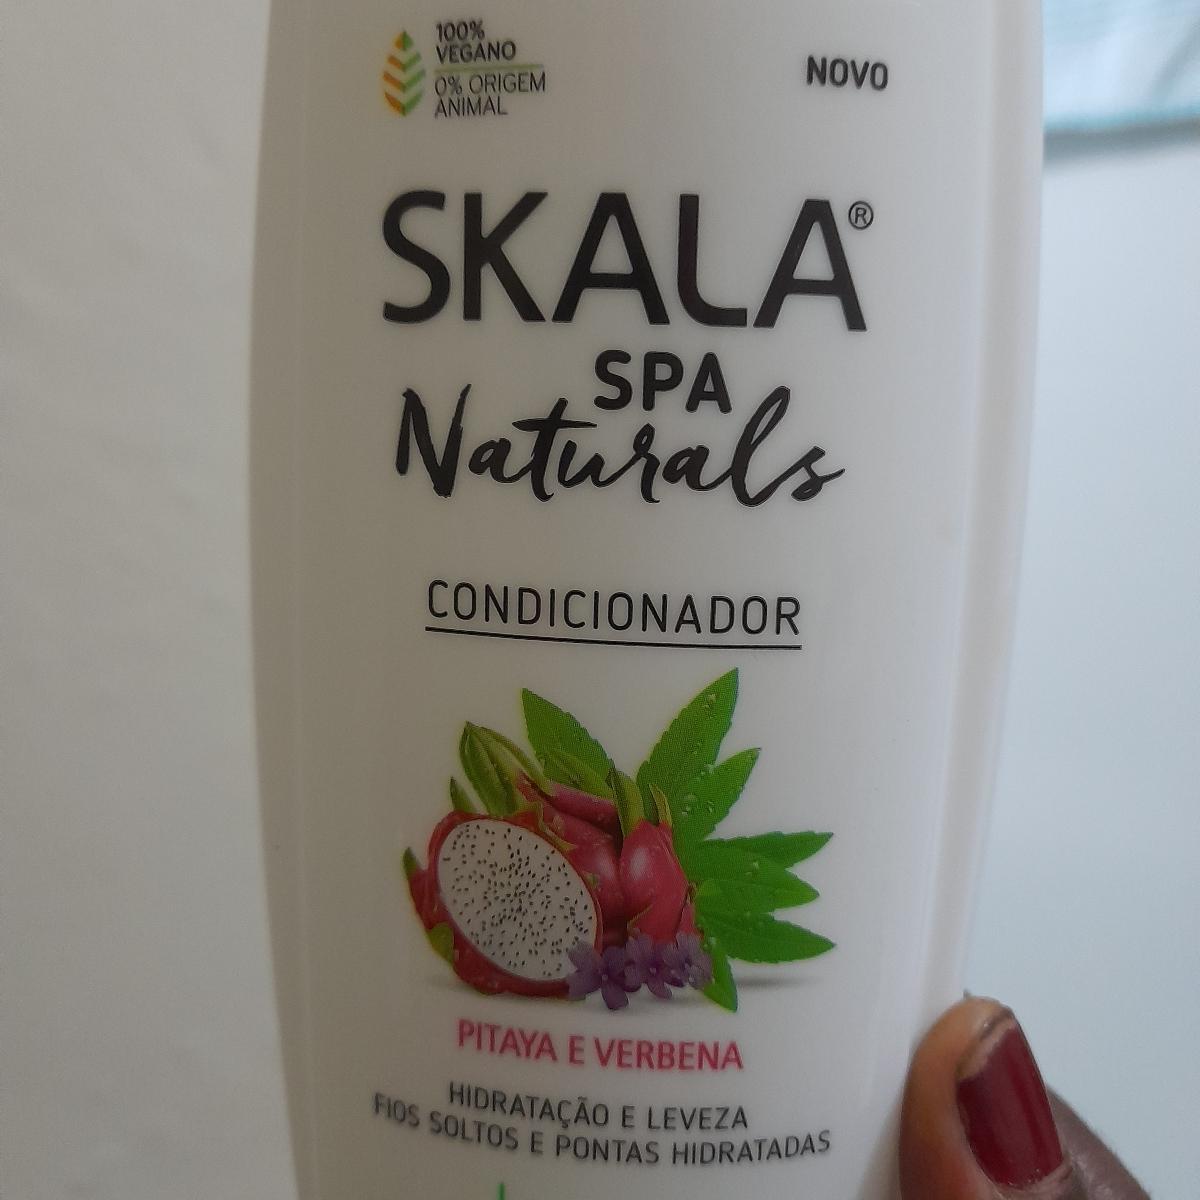 100%
VEGANO
0% ORIGEM
ANIMAL
NOVO
SKALA®
SPA
Naturals
CONDICIONADOR
PITAYA E VERBENA
HIDRATAÇÃO E LEVEZA
FIOS SOLTOS E PONTAS HIDRATADAS